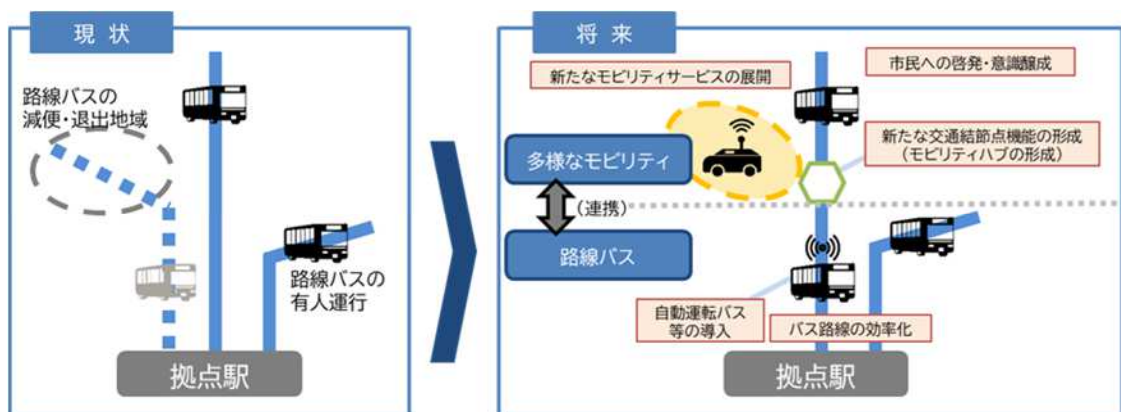 現状
路線バスの
減便・退出地域
路線バスの
有人運行
拠点駅
将来
新たなモビリティサービスの展開
市民への啓発・意識醸成
多様なモビリティ
新たな交通結節点機能の形成
(モビリティハブの形成)
(連携)
路線バス
自動運転バス
等の導入
バス路線の効率化
拠点駅